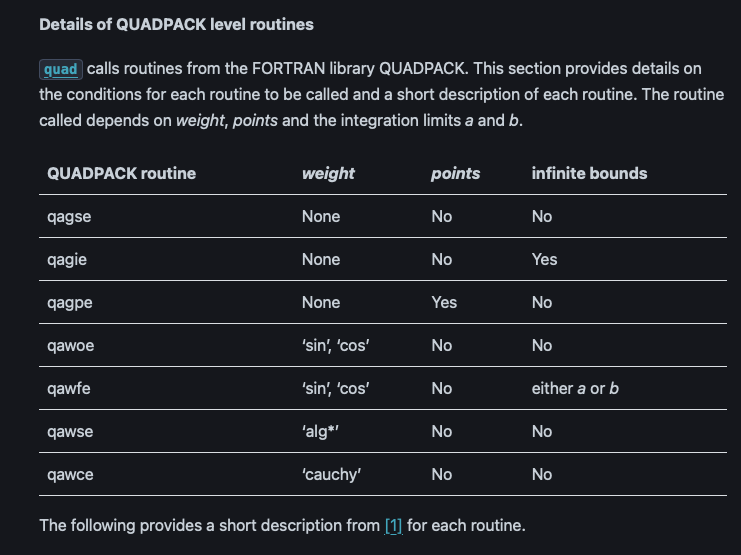 Details of QUADPACK level routines
quad calls routines from the FORTRAN library QUADPACK. This section provides details on
the conditions for each routine to be called and a short description of each routine. The routine
called depends on weight, points and the integration limits a and b.
QUADPACK routine weight points infinite bounds
qagse None No No
qagie None No Yes
qagpe None Yes No
qawoe ‘sin’, ‘cos’ No No
qawfe ‘sin’, ‘cos’ No either a or b
qawse ‘alg*’ No No
qawce ‘cauchy’ No No
The following provides a short description from [1] for each routine.